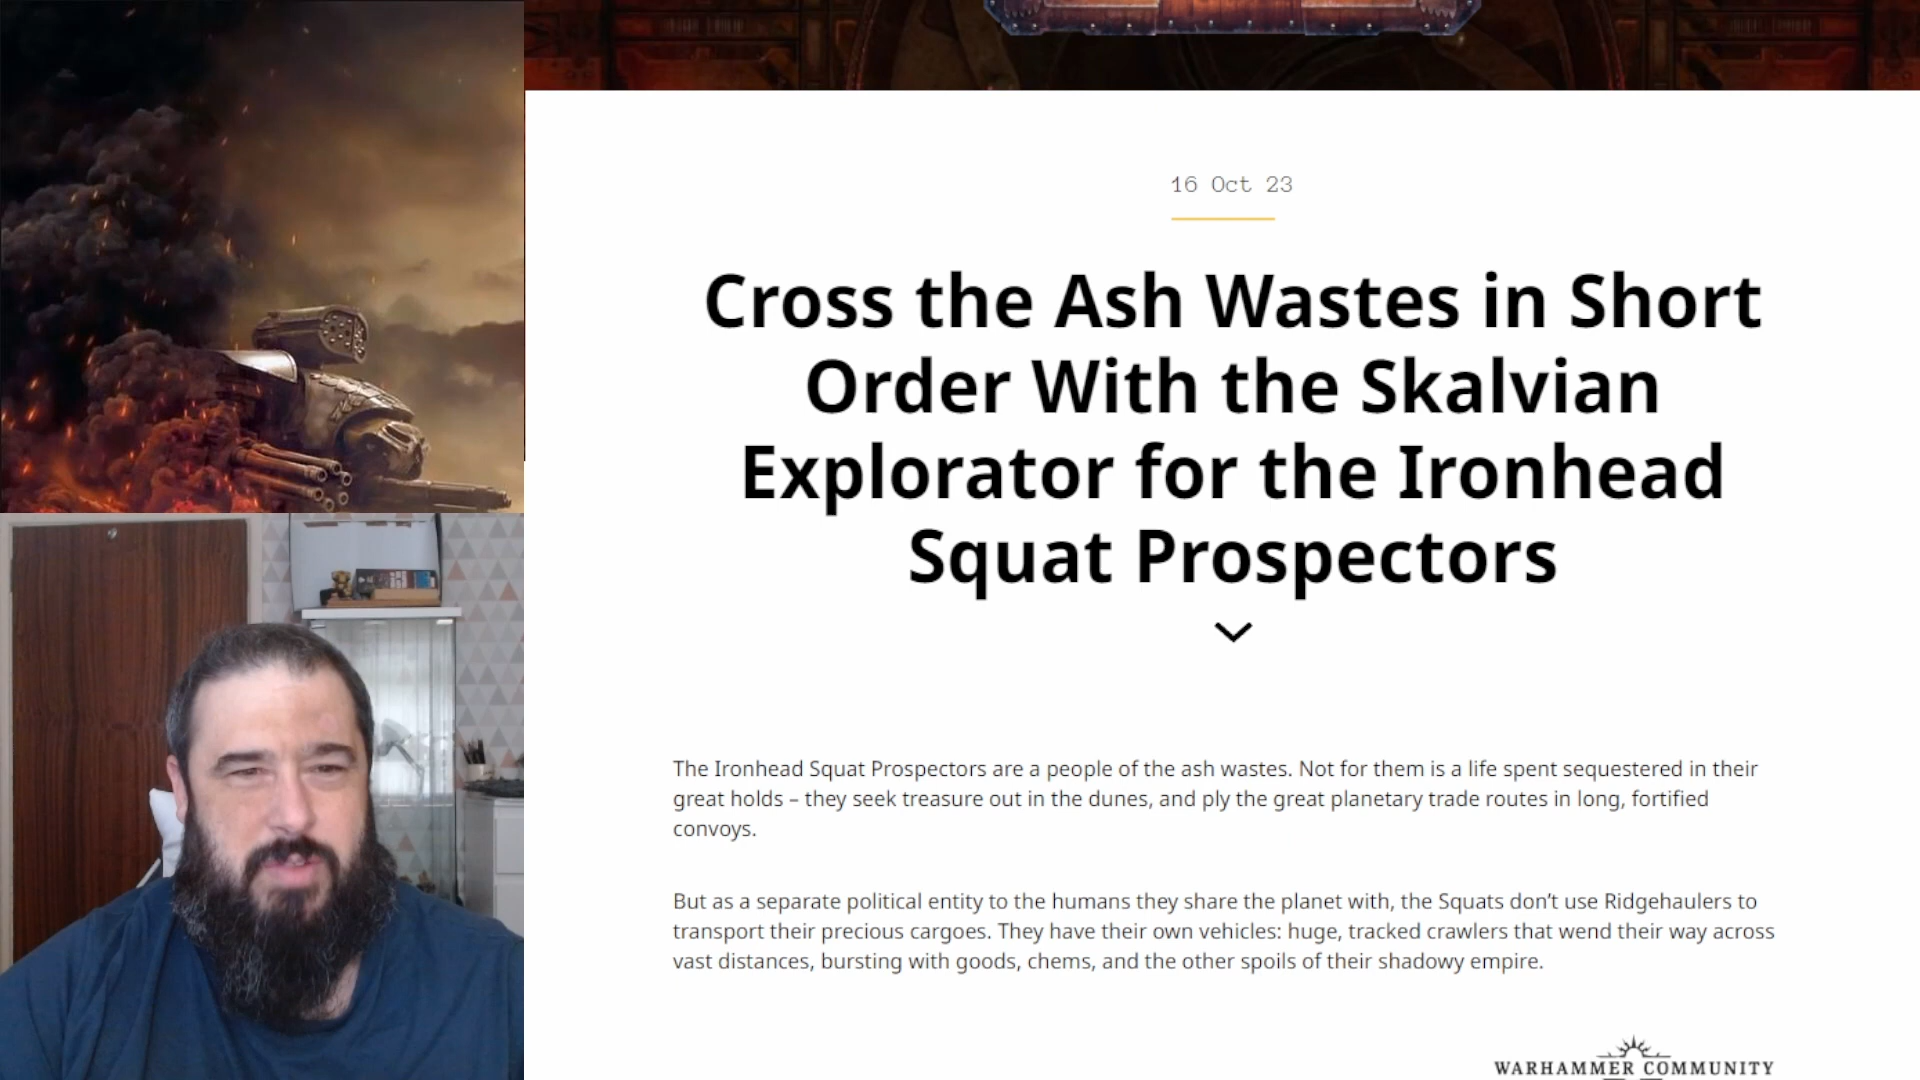 16 Oct 23
Cross the Ash Wastes in Short
Order With the Skalvian
Explorator for the Ironhead
Squat Prospectors
The Ironhead Squat Prospectors are a people of the ash wastes. Not for them is a life spent sequestered in their
great holds – they seek treasure out in the dunes, and ply the great planetary trade routes in long, fortified
convoys.
But as a separate political entity to the humans they share the planet with, the Squats don’t use Ridgehaulers to
transport their precious cargoes. They have their own vehicles: huge, tracked crawlers that wend their way across
vast distances, bursting with goods, chems, and the other spoils of their shadowy empire.
WARHAMMER COMMUNITY